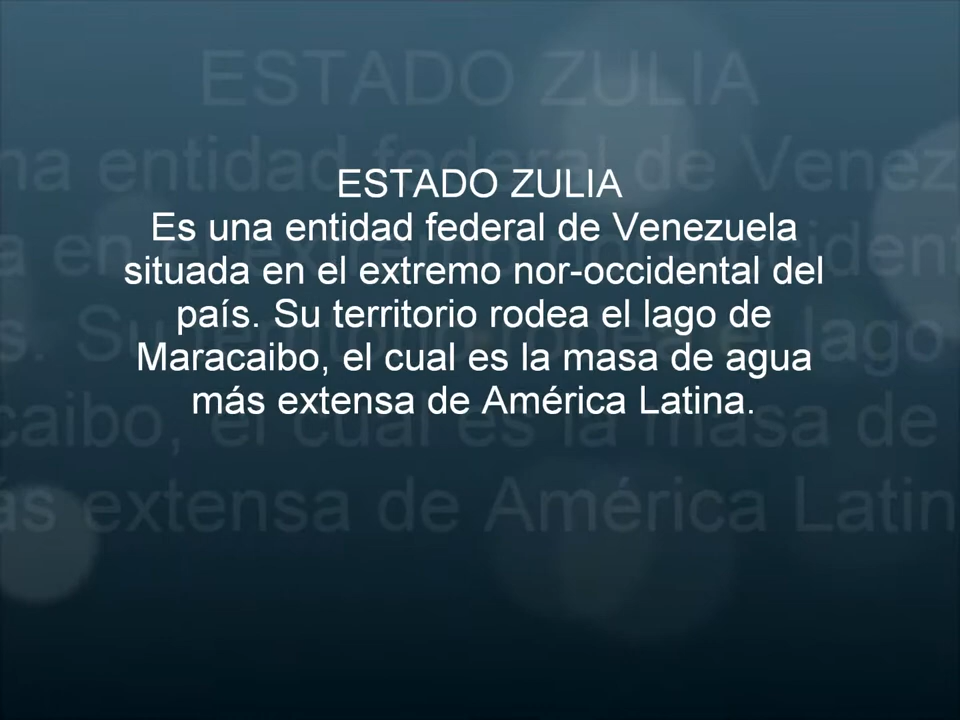 ESTADO ZULIA
Es una entidad federal de Venezuela
situada en el extremo nor-occidental del
país. Su territorio rodea el lago de
Maracaibo, el cual es la masa de agua
más extensa de América Latina.